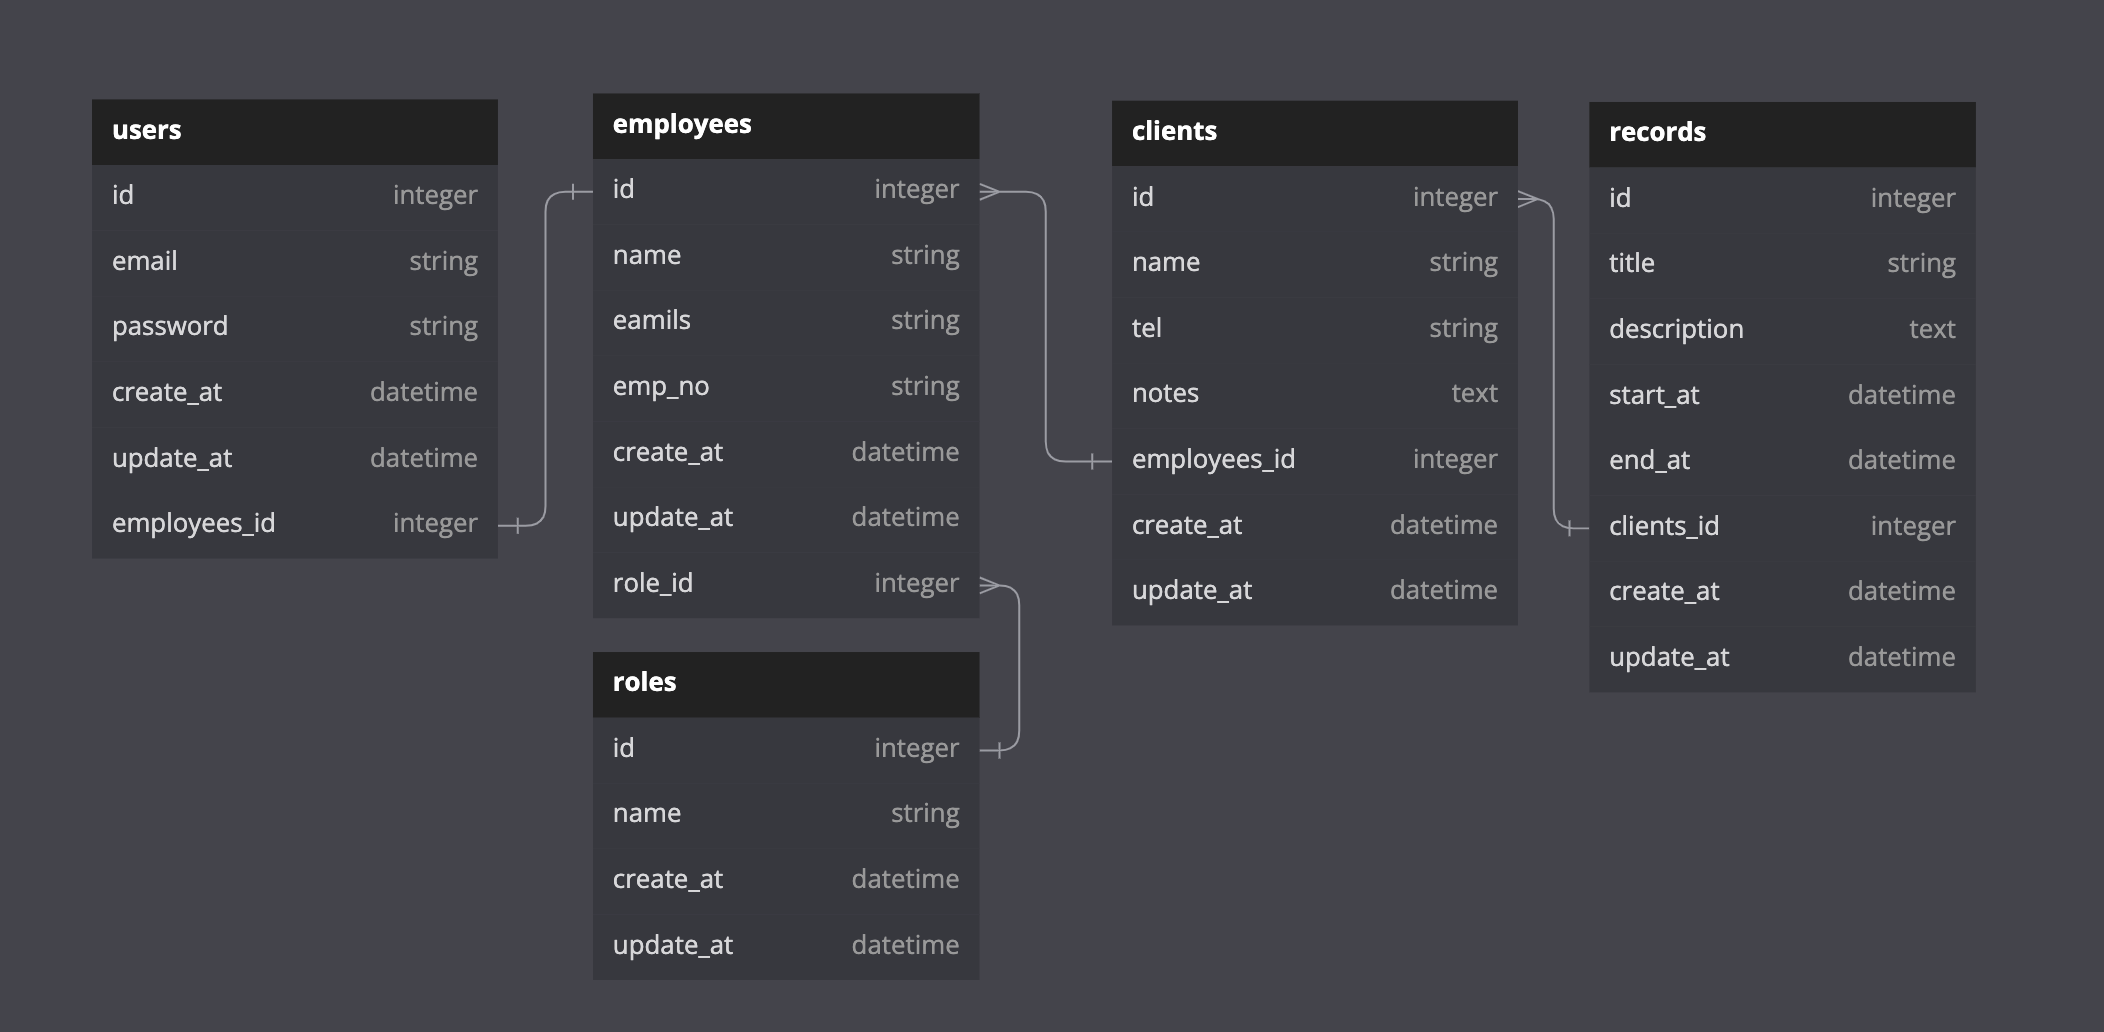 users
id integer
email string
password string
create_at datetime
update_at datetime
employees_id integer
employees
id integer
name string
eamils string
emp_no string
create_at datetime
update_at datetime
role_id integer
roles
id integer
name string
create_at datetime
update_at datetime
clients
id integer
name string
tel string
notes text
employees_id integer
create_at datetime
update_at datetime
records
id integer
title string
description text
start_at datetime
end_at datetime
clients_id integer
create_at datetime
update_at datetime